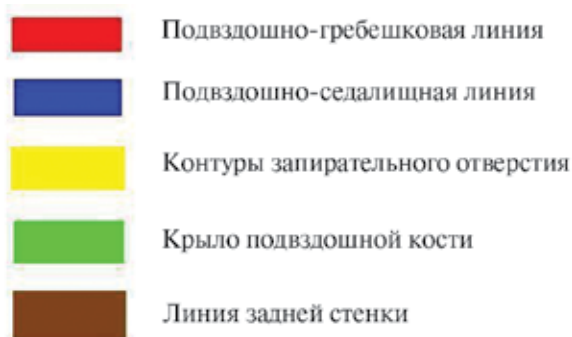 Подвздошно-гребешковая линия
Подвздошно-седалищная линия
Контуры запирательного отверстия
Крыло подвздошной кости
Линия задней стенки